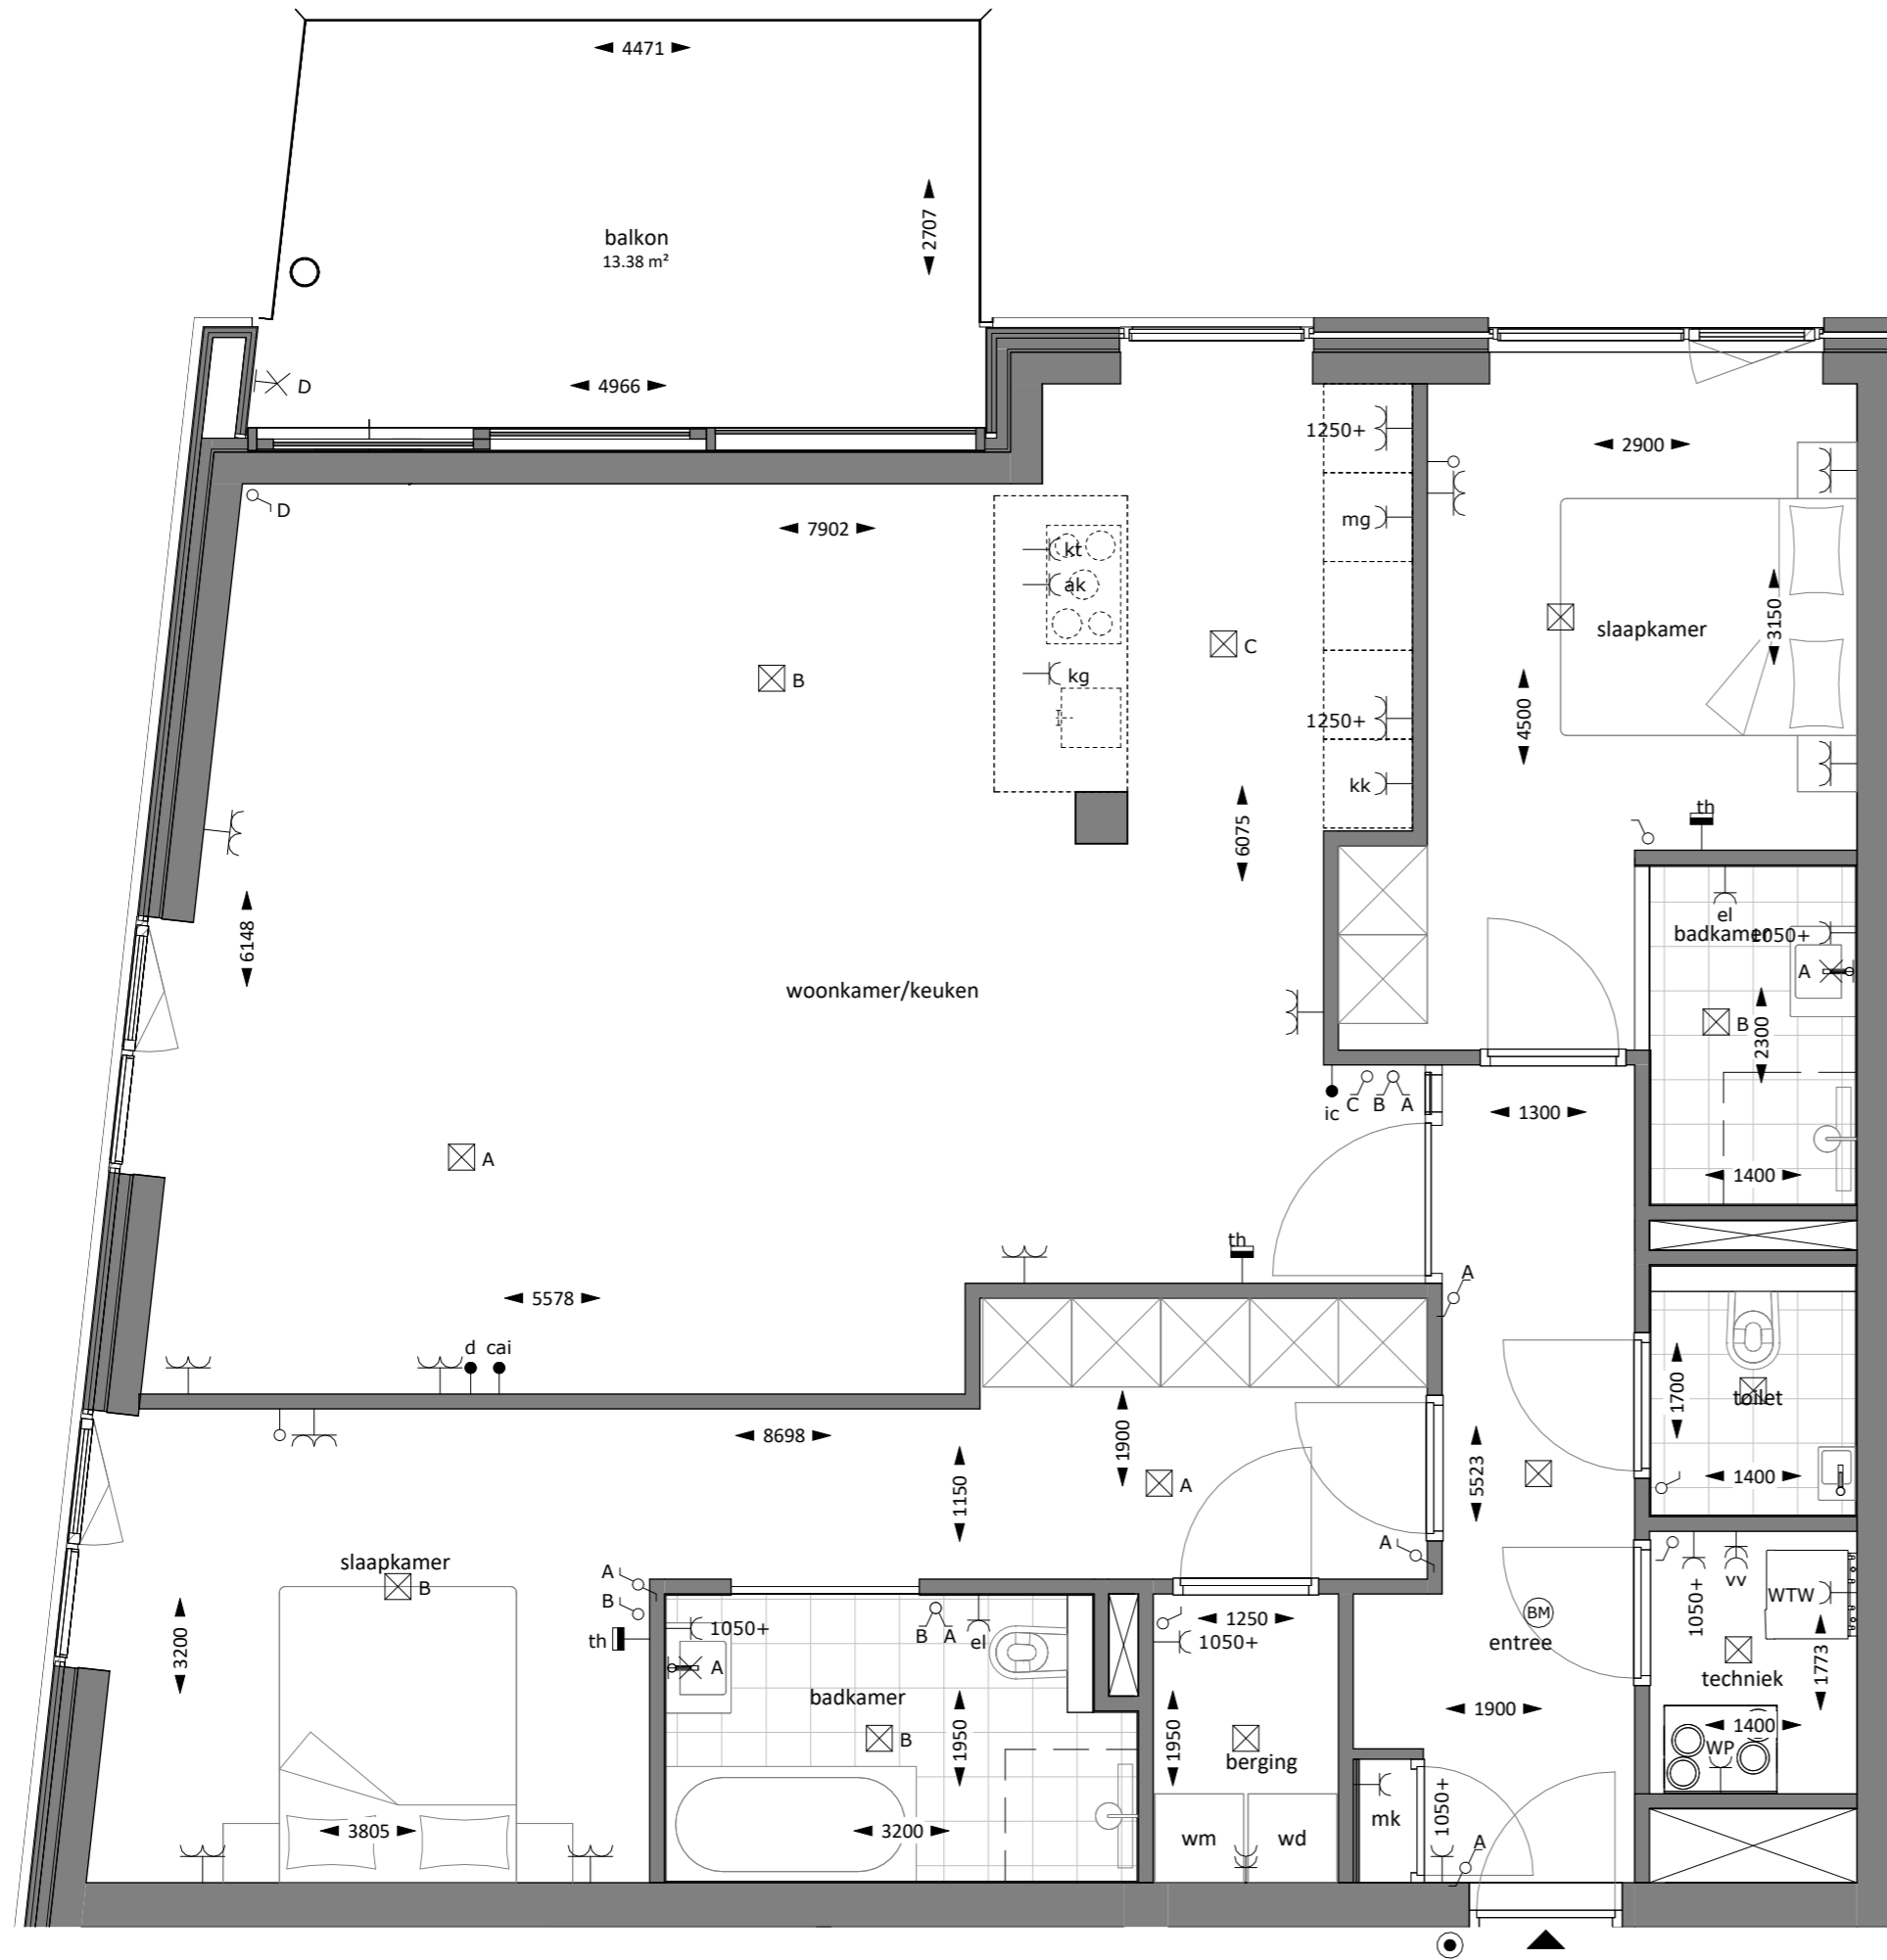 4471
2707
balkon
13.38 m²
4966
D
D
7902
1250+
mg
kt
ak
kg
C
B
1250+
kk
2900
slaapkamer
3150
4500
th
6075
6148
woonkamer/keuken
el
badkamer
1050+
A
B
2300
1400
ic
C
B
A
1300
A
th
A
5578
d
cai
8698
1900
1150
A
A
5523
1700
toilet
1400
slaapkamer
B
A
B
th
3200
3805
1050+
A
B
A
el
badkamer
B
1950
3200
1250
1050+
1950
berging
wm
wd
mk
1050+
A
BM
entree
1900
1050+
vv
WTW
techniek
1773
1400
WP